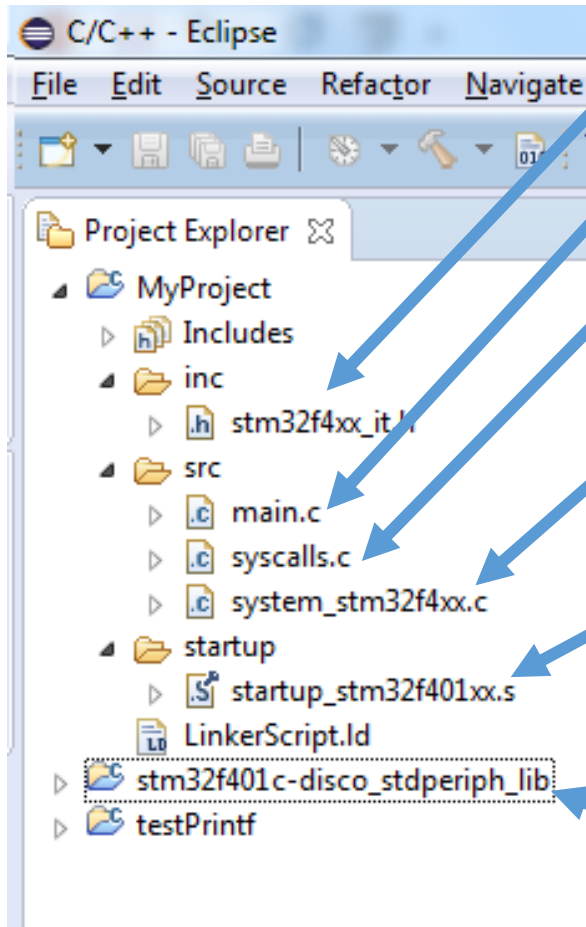 C/C++ - Eclipse
File Edit Source Refactor Navigate
010
Project Explorer
MyProject
Includes
inc
stm32f4xx_it.h
src
main.c
syscalls.c
system_stm32f4xx.c
startup
startup_stm32f401xx.s
LinkerScript.ld
stm32f401c-disco_stdperiph_lib
testPrintf